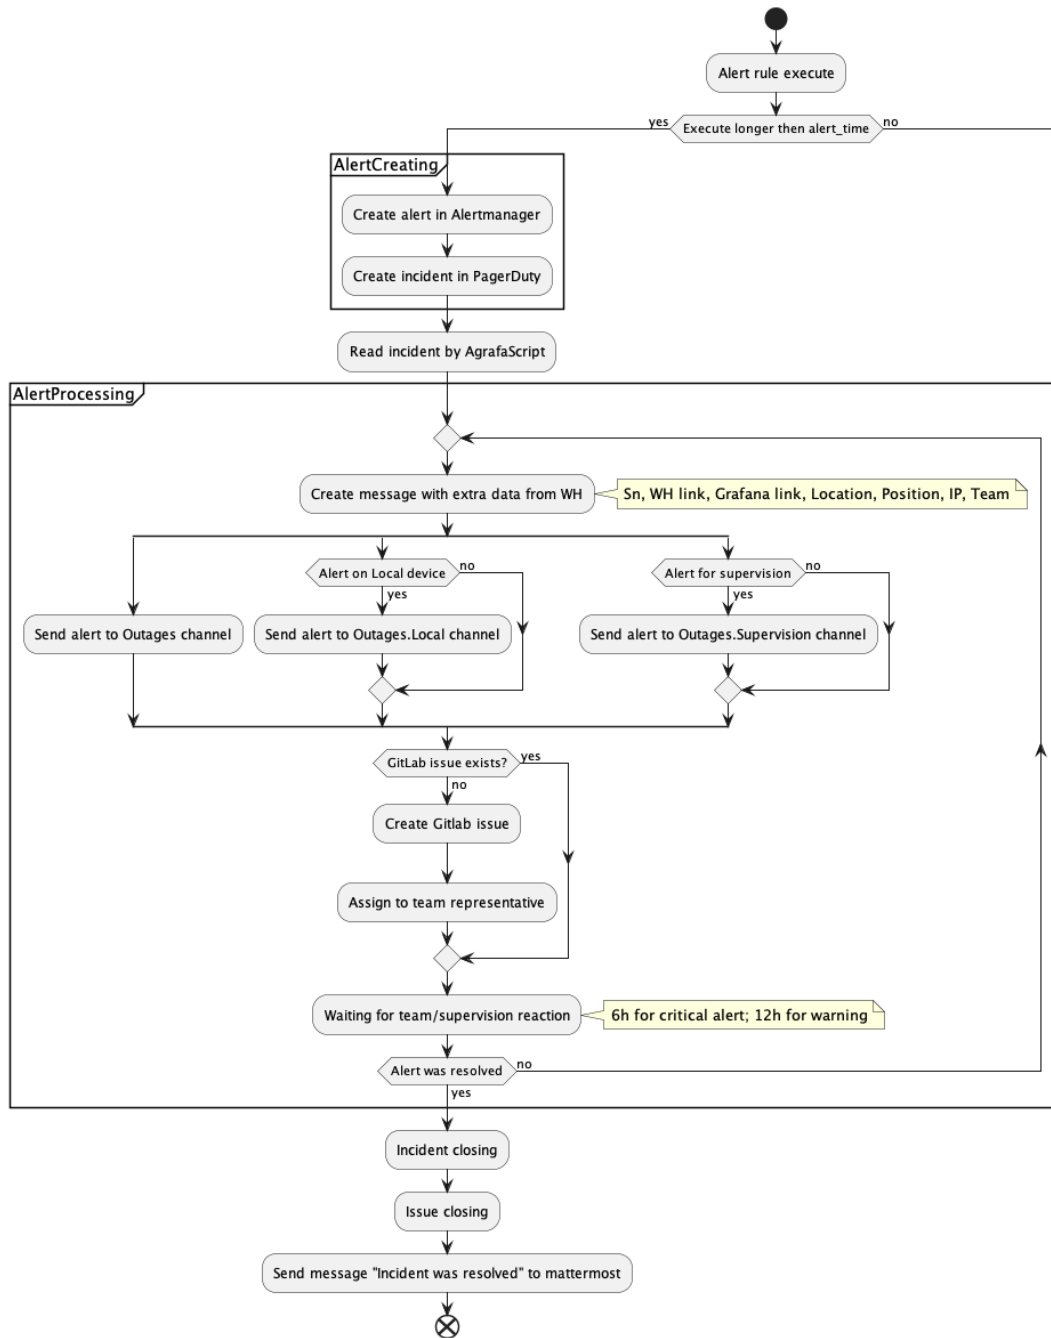 Alert rule execute
yes
Execute longer then alert_time
no
AlertCreating
Create alert in Alertmanager
Create incident in PagerDuty
Read incident by AgrafaScript
AlertProcessing
Create message with extra data from WH
Sn, WH link, Grafana link, Location, Position, IP, Team
Alert on Local device
no
Alert for supervision
no
yes
yes
Send alert to Outages channel
Send alert to Outages.Local channel
Send alert to Outages.Supervision channel
GitLab issue exists?
yes
no
Create Gitlab issue
Assign to team representative
Waiting for team/supervision reaction
6h for critical alert; 12h for warning
Alert was resolved
no
yes
Incident closing
Issue closing
Send message "Incident was resolved" to mattermost